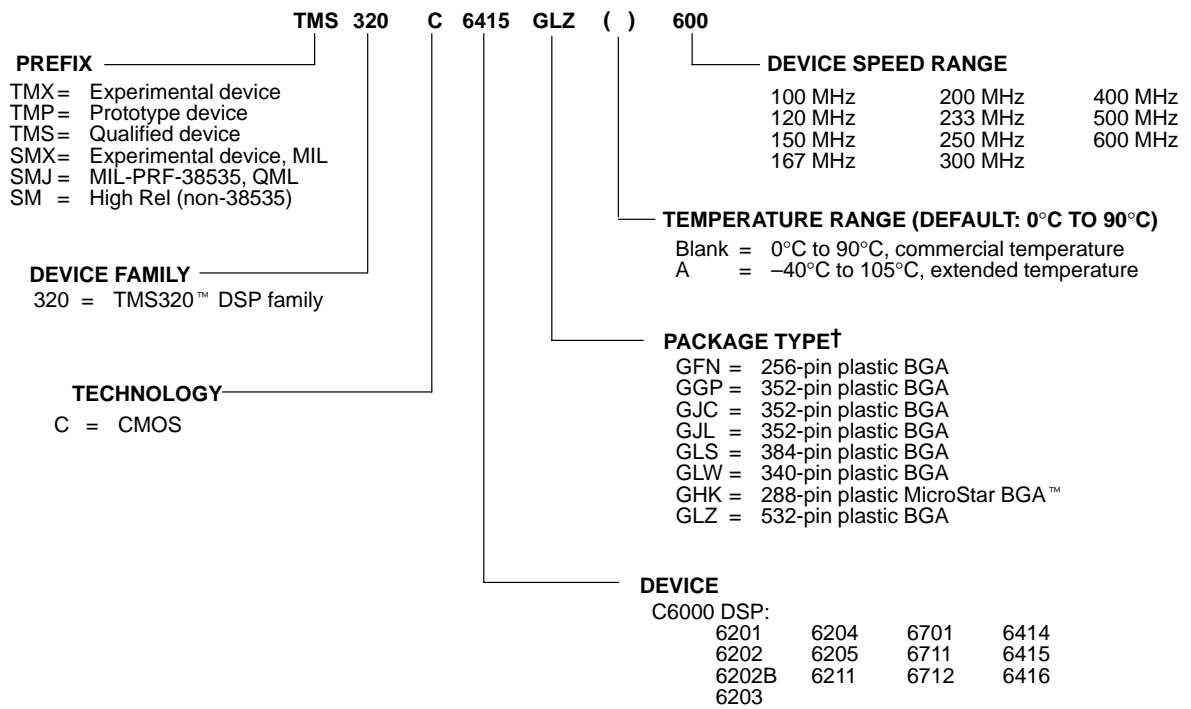 TMS 320 C 6415 GLZ ( ) 600
PREFIX
TMX = Experimental device
TMP = Prototype device
TMS = Qualified device
SMX = Experimental device, MIL
SMJ = MIL-PRF-38535, QML
SM = High Rel (non-38535)
DEVICE SPEED RANGE
100 MHz 200 MHz 400 MHz
120 MHz 233 MHz 500 MHz
150 MHz 250 MHz 600 MHz
167 MHz 300 MHz
TEMPERATURE RANGE (DEFAULT: 0°C TO 90°C)
Blank = 0°C to 90°C, commercial temperature
A = –40°C to 105°C, extended temperature
DEVICE FAMILY
320 = TMS320™ DSP family
PACKAGE TYPE†
GFN = 256-pin plastic BGA
GGP = 352-pin plastic BGA
GJC = 352-pin plastic BGA
GJL = 352-pin plastic BGA
GLS = 384-pin plastic BGA
GLW = 340-pin plastic BGA
GHK = 288-pin plastic MicroStar BGA™
GLZ = 532-pin plastic BGA
TECHNOLOGY
C = CMOS
DEVICE
C6000 DSP:
6201 6204 6701 6414
6202 6205 6711 6415
6202B 6211 6712 6416
6203